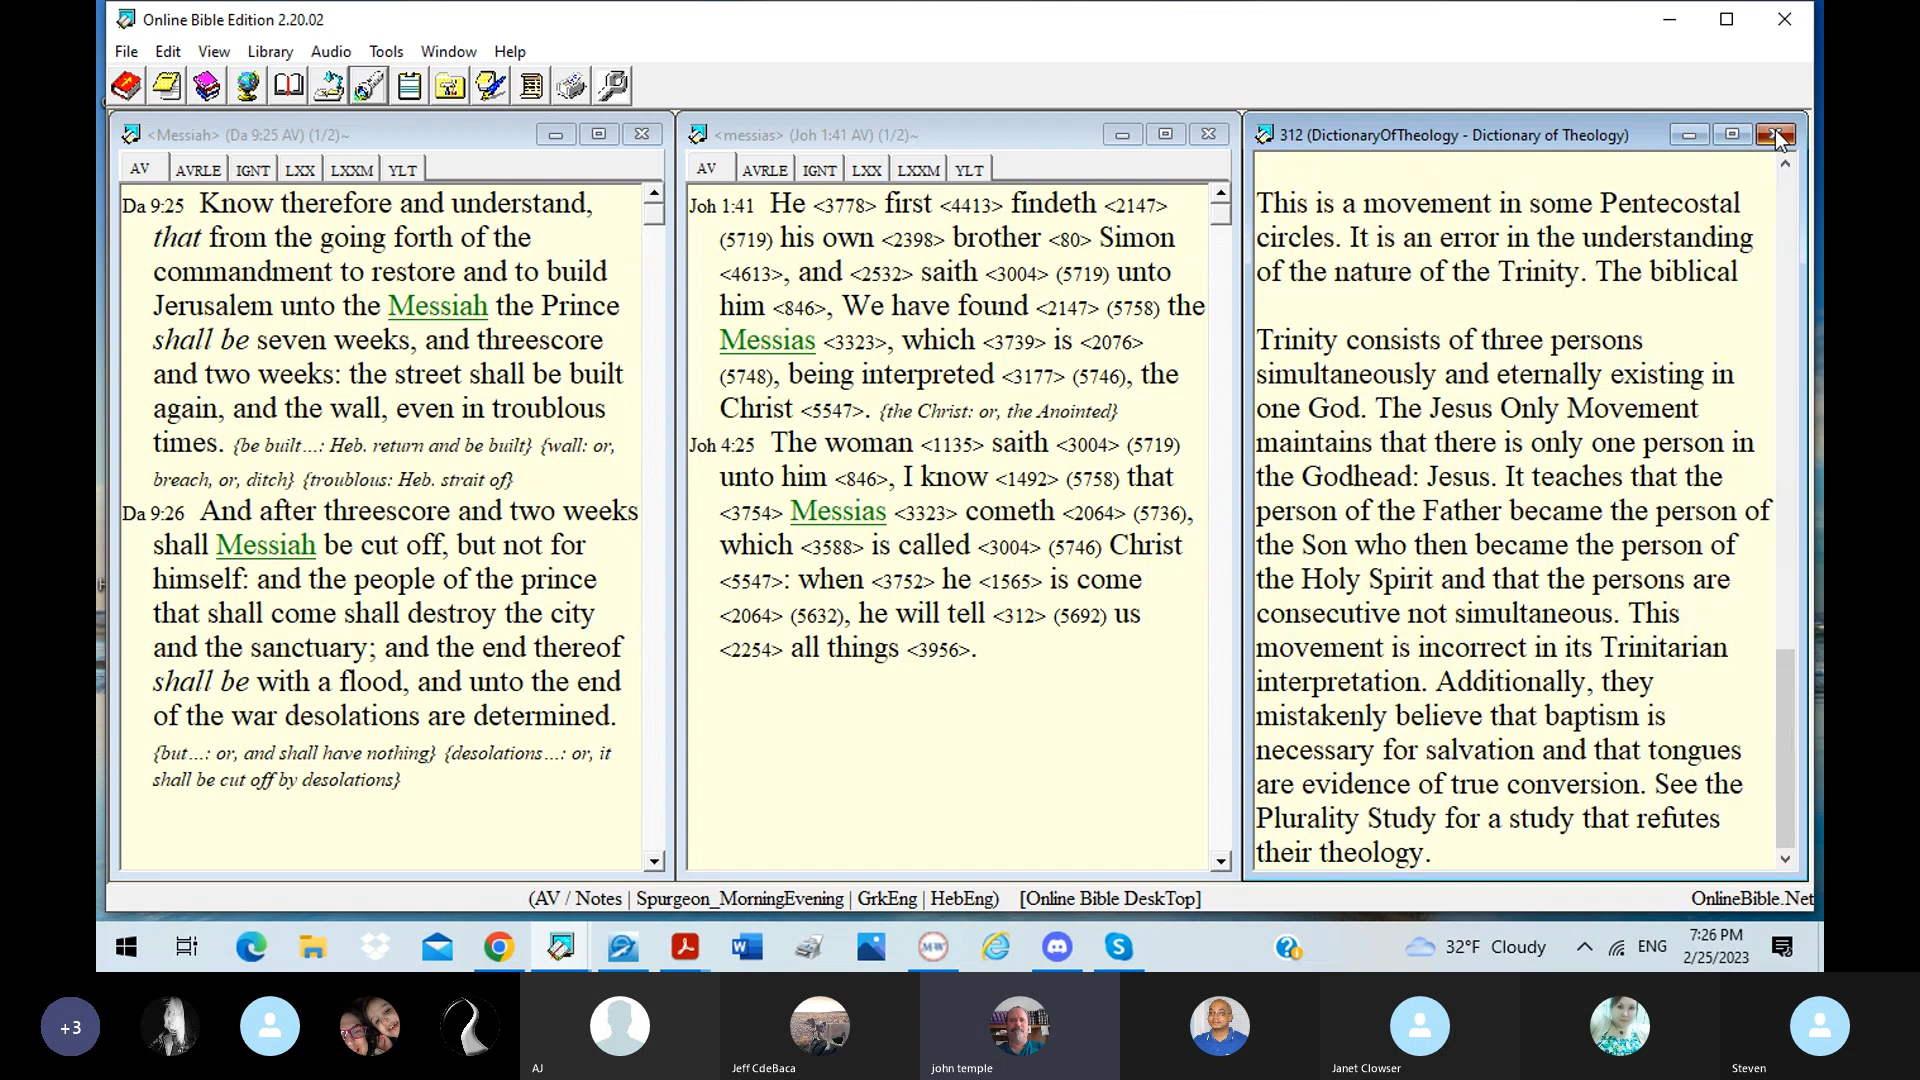 Online Bible Edition 2.20.02
File Edit View Library Audio Tools Window Help
<Messiah> (Da 9:25 AV) (1/2)~
AV AVRLE IGNT LXX LXXM YLT
Da 9:25 Know therefore and understand,
that from the going forth of the
commandment to restore and to build
Jerusalem unto the Messiah the Prince
shall be seven weeks, and threescore
and two weeks: the street shall be built
again, and the wall, even in troublous
times. {be built…: Heb. return and be built} {wall: or,
breach, or, ditch} {troublous: Heb. strait of}
Da 9:26 And after threescore and two weeks
shall Messiah be cut off, but not for
himself: and the people of the prince
that shall come shall destroy the city
and the sanctuary; and the end thereof
shall be with a flood, and unto the end
of the war desolations are determined.
{but…: or, and shall have nothing} {desolations…: or, it
shall be cut off by desolations}
<messias> (Joh 1:41 AV) (1/2)~
AV AVRLE IGNT LXX LXXM YLT
Joh 1:41 He <3778> first <4413> findeth <2147>
(5719) his own <2398> brother <80> Simon
<4613>, and <2532> saith <3004> (5719) unto
him <846>, We have found <2147> (5758) the
Messias <3323>, which <3739> is <2076>
(5748), being interpreted <3177> (5746), the
Christ <5547>. {the Christ: or, the Anointed}
Joh 4:25 The woman <1135> saith <3004> (5719)
unto him <846>, I know <1492> (5758) that
<3754> Messias <3323> cometh <2064> (5736),
which <3588> is called <3004> (5746) Christ
<5547>: when <3752> he <1565> is come
<2064> (5632), he will tell <312> (5692) us
<2254> all things <3956>.
312 (DictionaryOfTheology - Dictionary of Theology)
This is a movement in some Pentecostal
circles. It is an error in the understanding
of the nature of the Trinity. The biblical
Trinity consists of three persons
simultaneously and eternally existing in
one God. The Jesus Only Movement
maintains that there is only one person in
the Godhead: Jesus. It teaches that the
person of the Father became the person of
the Son who then became the person of
the Holy Spirit and that the persons are
consecutive not simultaneous. This
movement is incorrect in its Trinitarian
interpretation. Additionally, they
mistakenly believe that baptism is
necessary for salvation and that tongues
are evidence of true conversion. See the
Plurality Study for a study that refutes
their theology.
(AV / Notes | Spurgeon_MorningEvening | GrkEng | HebEng) [Online Bible DeskTop]
OnlineBible.Net
32°F Cloudy
ENG
7:26 PM
2/25/2023
+3
AJ
Jeff CdeBaca
john temple
Janet Clowser
Steven